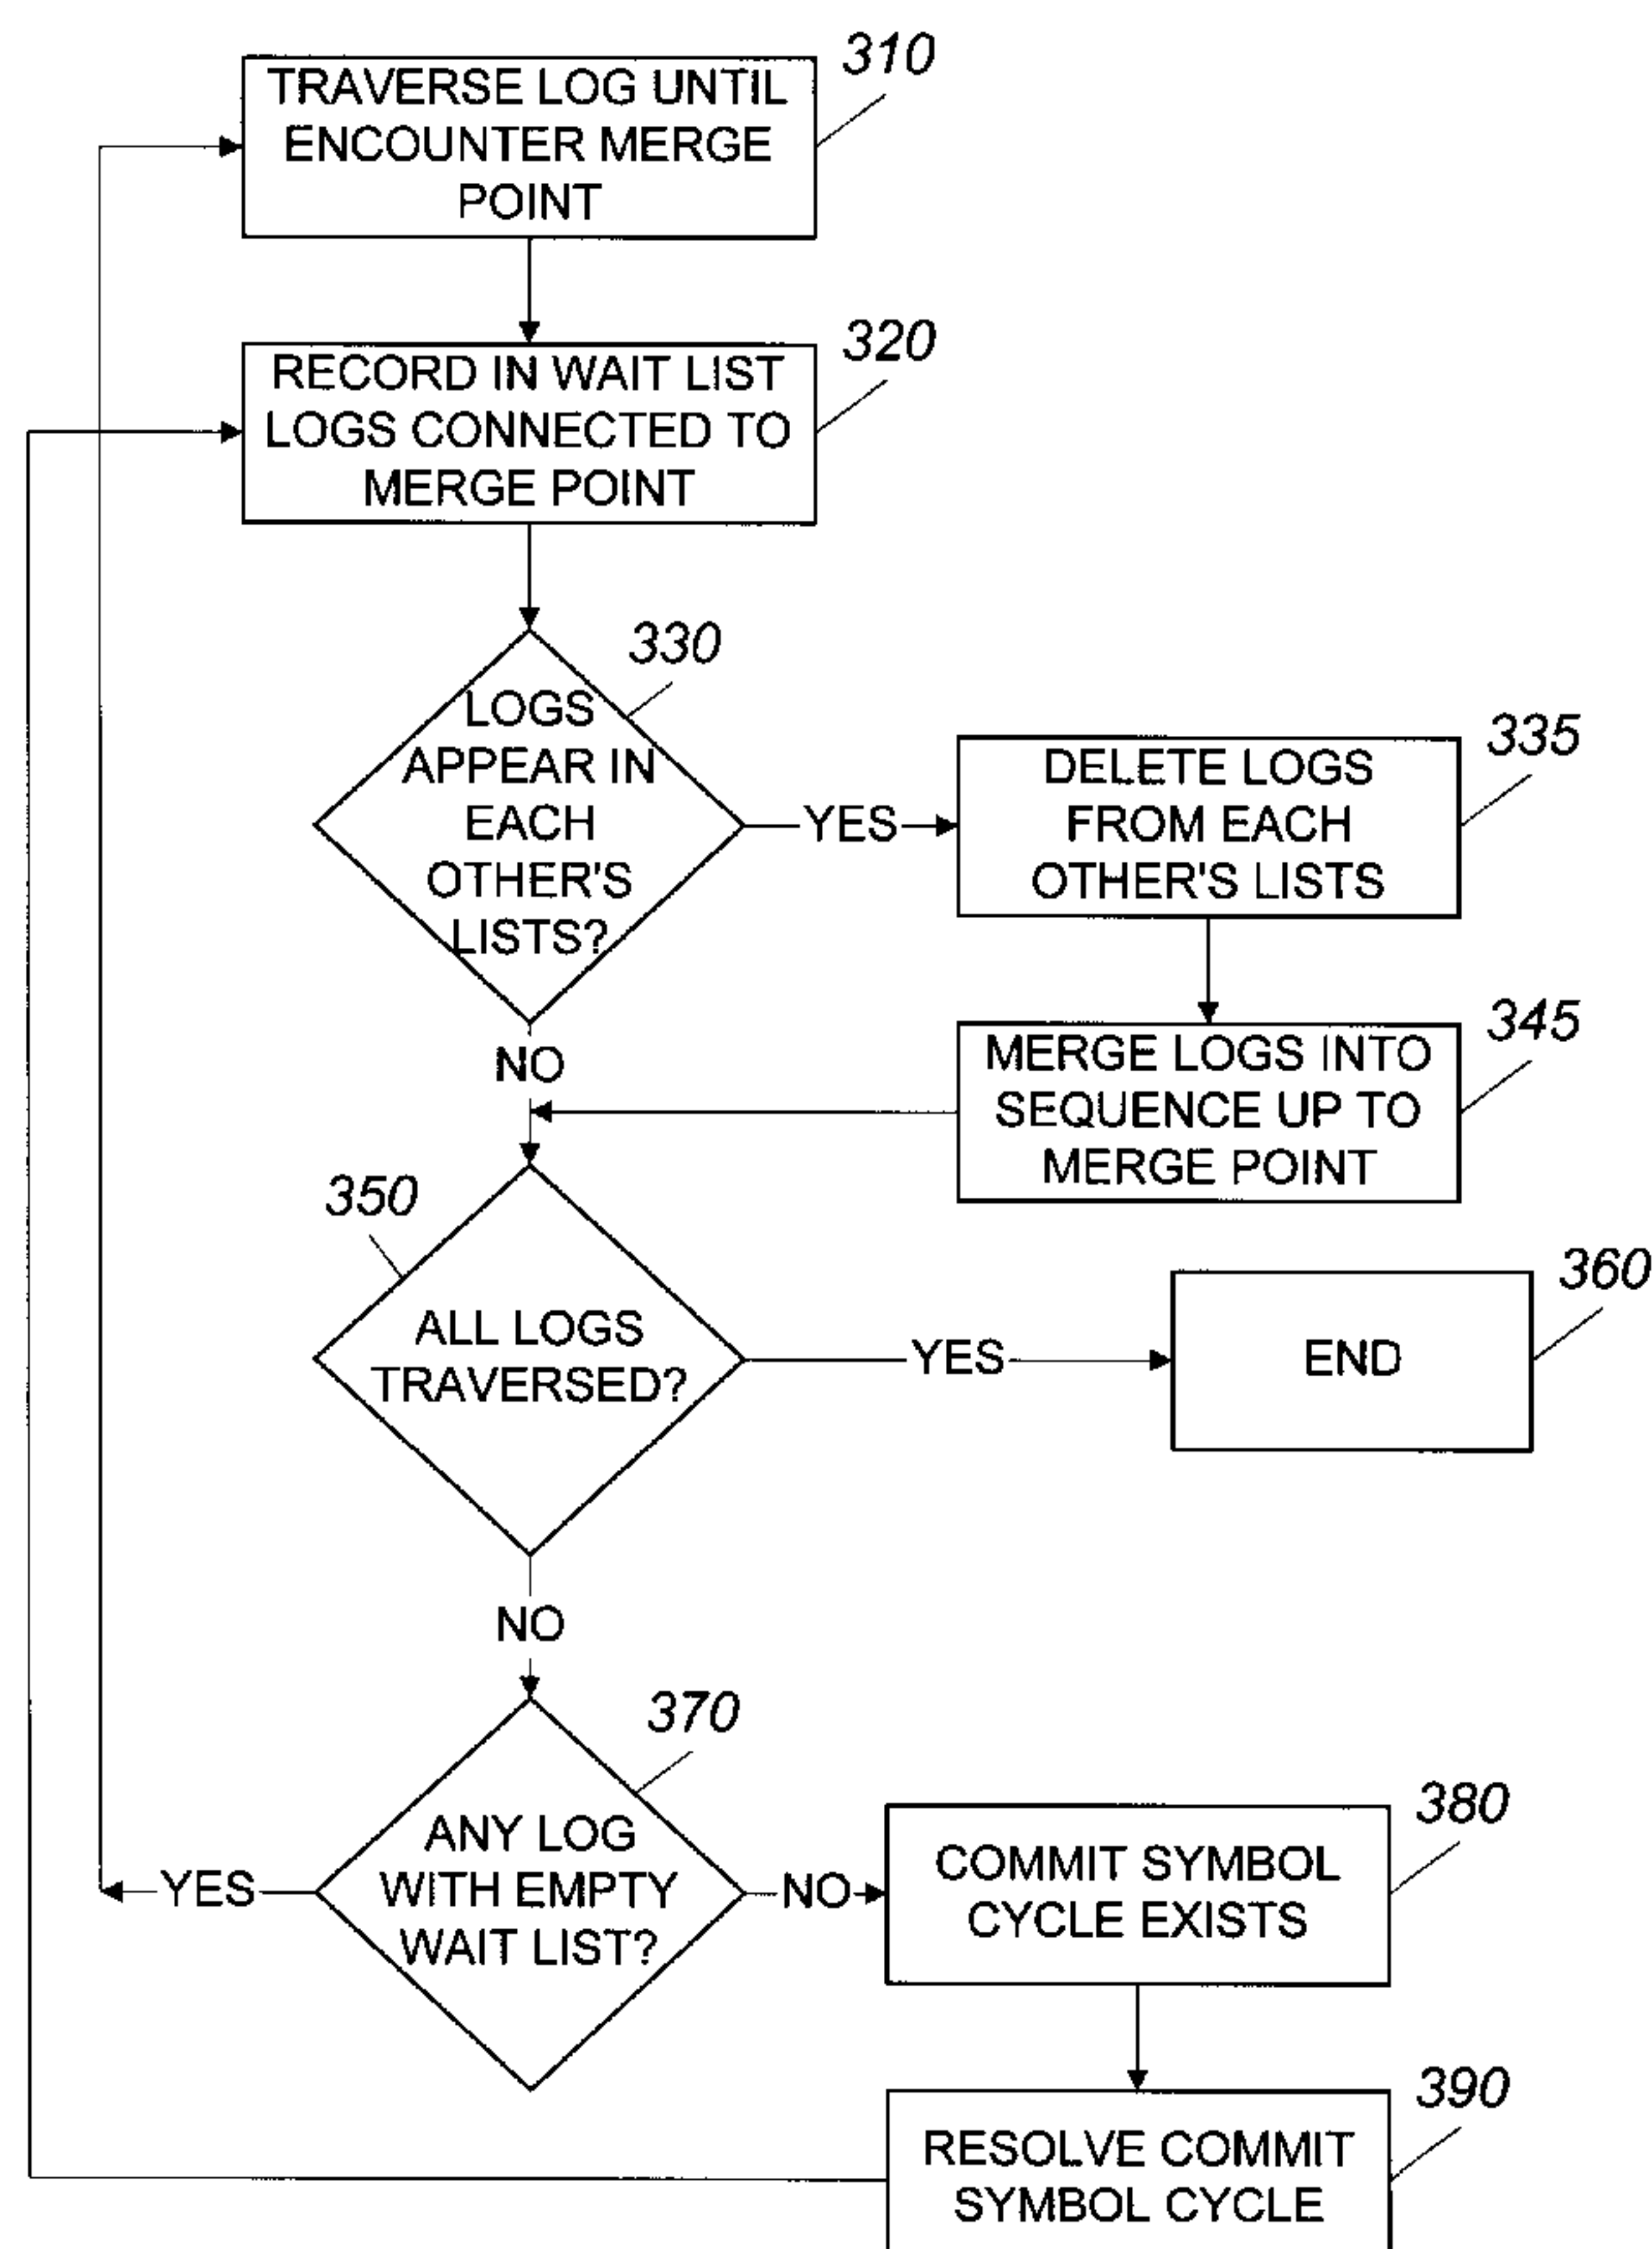 310
TRAVERSE LOG UNTIL
ENCOUNTER MERGE
POINT
320
RECORD IN WAIT LIST
LOGS CONNECTED TO
MERGE POINT
330
LOGS
APPEAR IN
EACH
OTHER'S
LISTS?
YES
335
DELETE LOGS
FROM EACH
OTHER'S LISTS
NO
345
MERGE LOGS INTO
SEQUENCE UP TO
MERGE POINT
350
ALL LOGS
TRAVERSED?
YES
360
END
NO
370
ANY LOG
WITH EMPTY
WAIT LIST?
YES
NO
380
COMMIT SYMBOL
CYCLE EXISTS
390
RESOLVE COMMIT
SYMBOL CYCLE